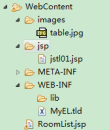 WebContent
images
table.jpg
jsp
jstl01.jsp
META-INF
WEB-INF
lib
MyEL.tld
RoomList.jsp